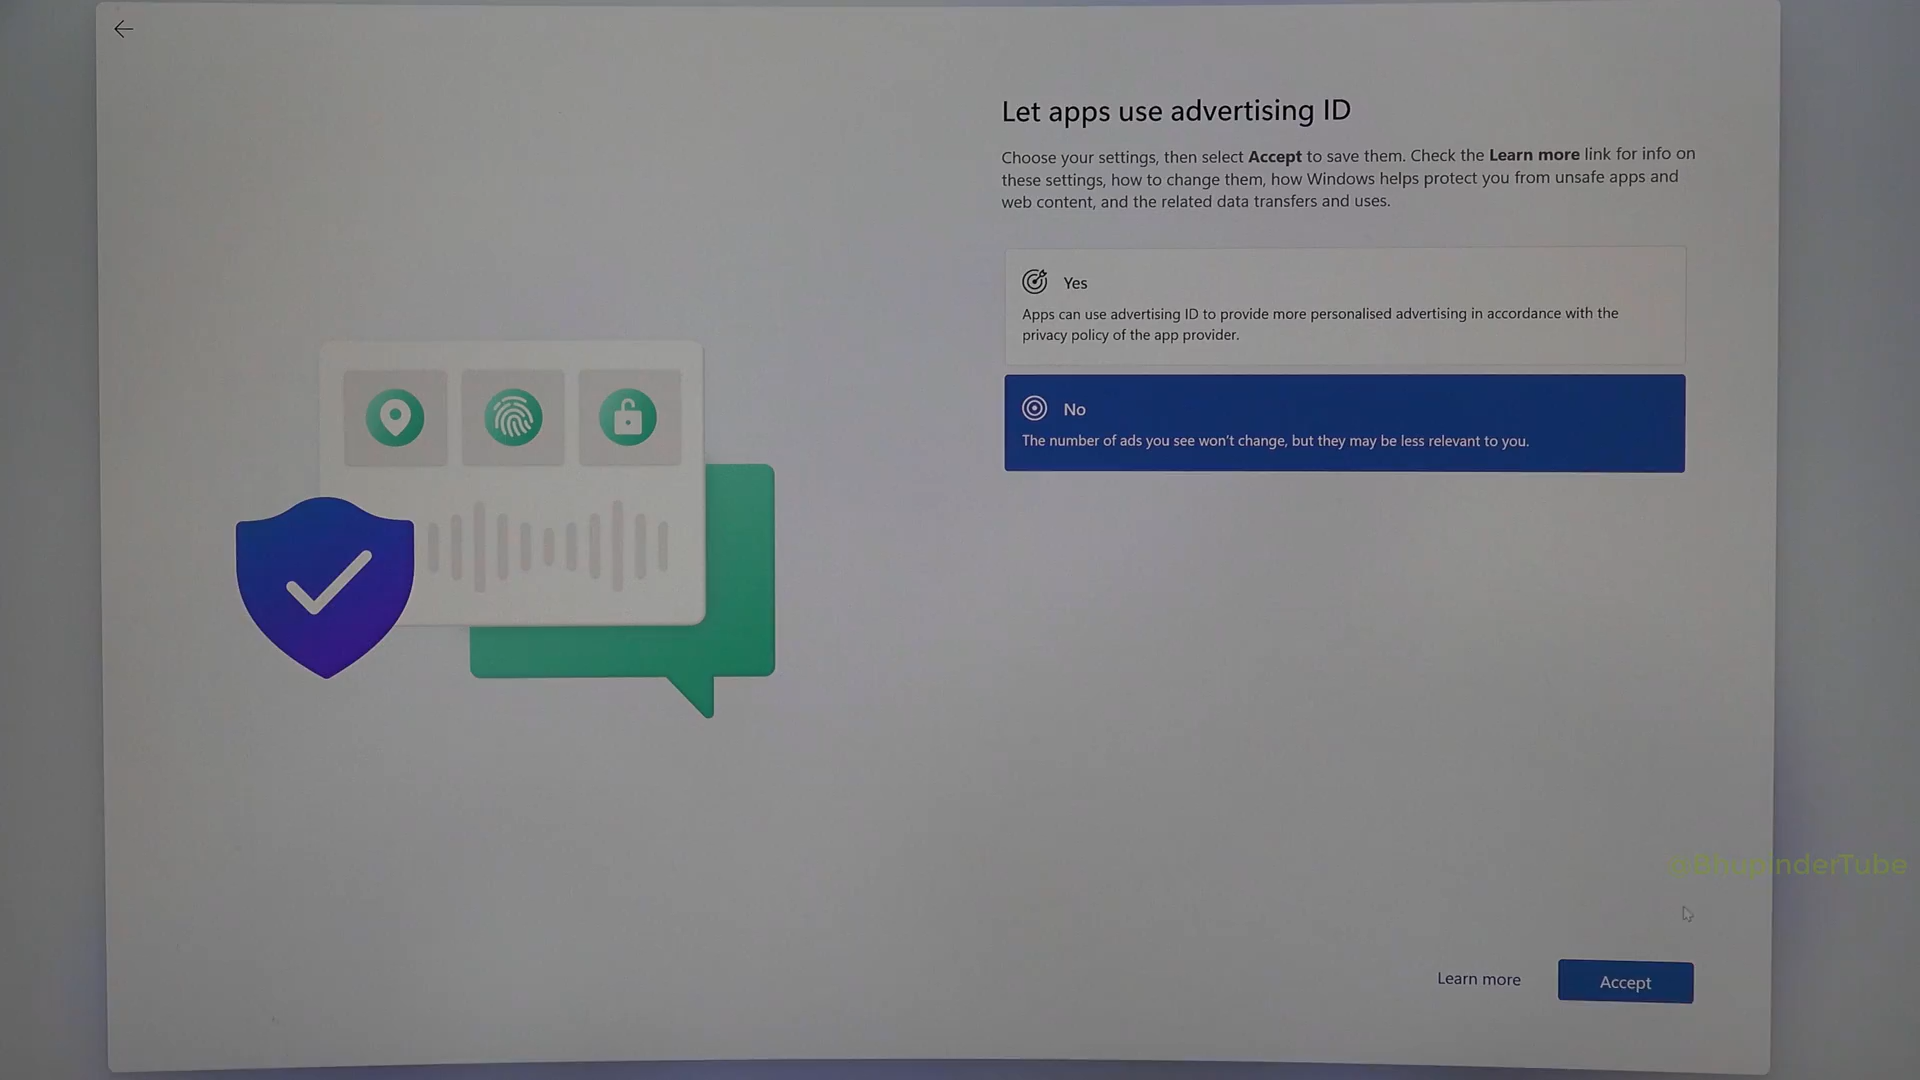 Let apps use advertising ID
Choose your settings, then select Accept to save them. Check the Learn more link for info on
these settings, how to change them, how Windows helps protect you from unsafe apps and
web content, and the related data transfers and uses.
Yes
Apps can use advertising ID to provide more personalised advertising in accordance with the
privacy policy of the app provider.
No
The number of ads you see won't change, but they may be less relevant to you.
@BhupinderTube
Learn more
Accept